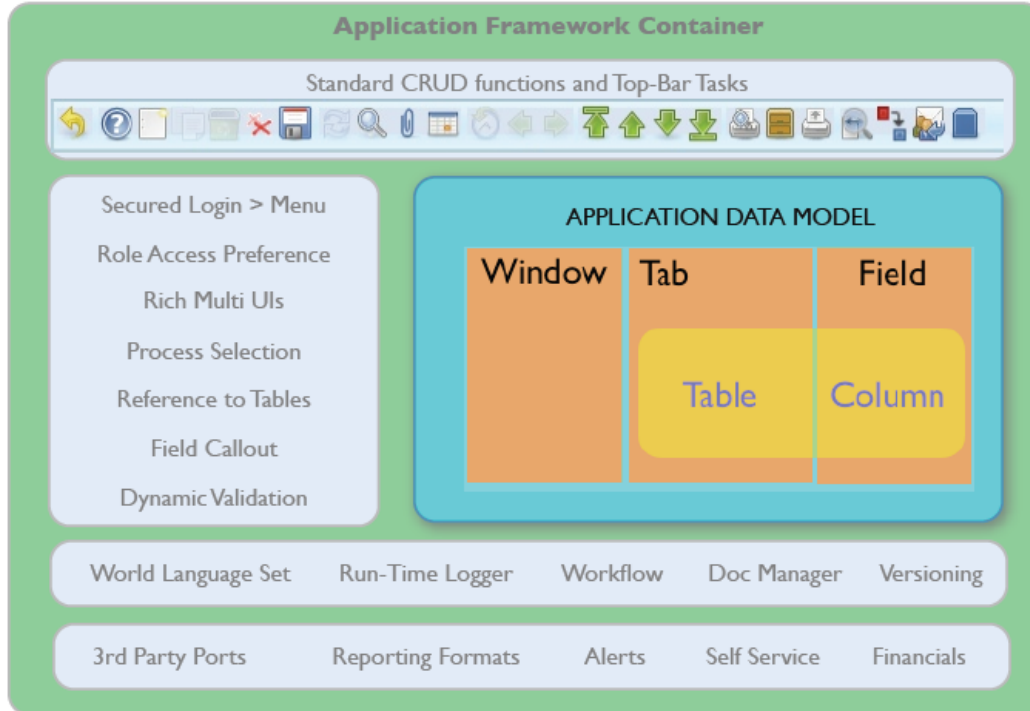 Application Framework Container
Standard CRUD functions and Top-Bar Tasks
Secured Login > Menu
Role Access Preference
Rich Multi UIs
Process Selection
Reference to Tables
Field Callout
Dynamic Validation
APPLICATION DATA MODEL
Window Tab Field
Table Column
World Language Set Run-Time Logger Workflow Doc Manager Versioning
3rd Party Ports Reporting Formats Alerts Self Service Financials